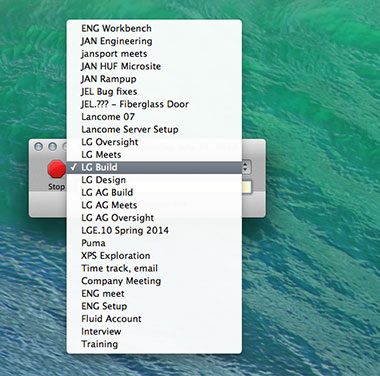 ENG Workbench
JAN Engineering
jansport meets
JAN HUF Microsite
JAN Rampup
JEL Bug fixes
JEL.??? - Fiberglass Door
Lancome 07
Lancome Server Setup
LG Oversight
LG Meets
✓ LG Build
Stop
LG Design
LG AG Build
LG AG Meets
LG AG Oversight
LGE.10 Spring 2014
Puma
XPS Exploration
Time track, email
Company Meeting
ENG meet
ENG Setup
Fluid Account
Interview
Training